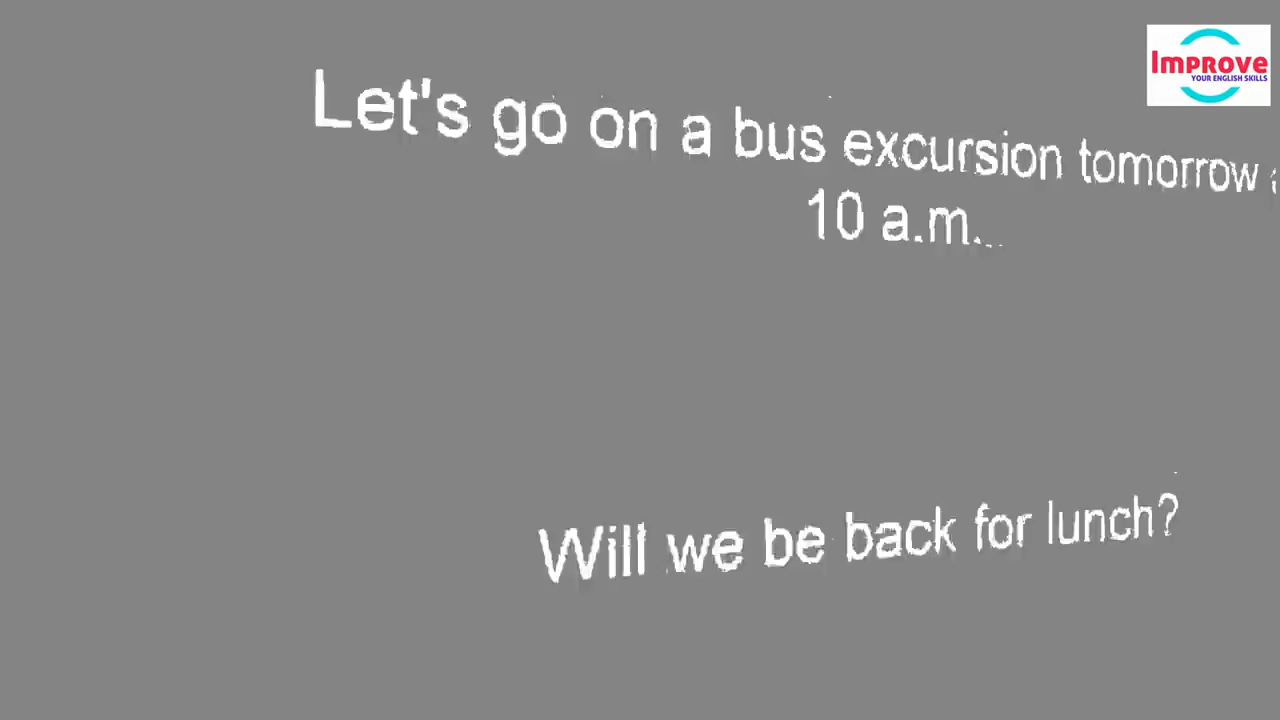 Improve
YOUR ENGLISH SKILLS
Let's go on a bus excursion tomorrow
10 a.m...
Will we be back for lunch?